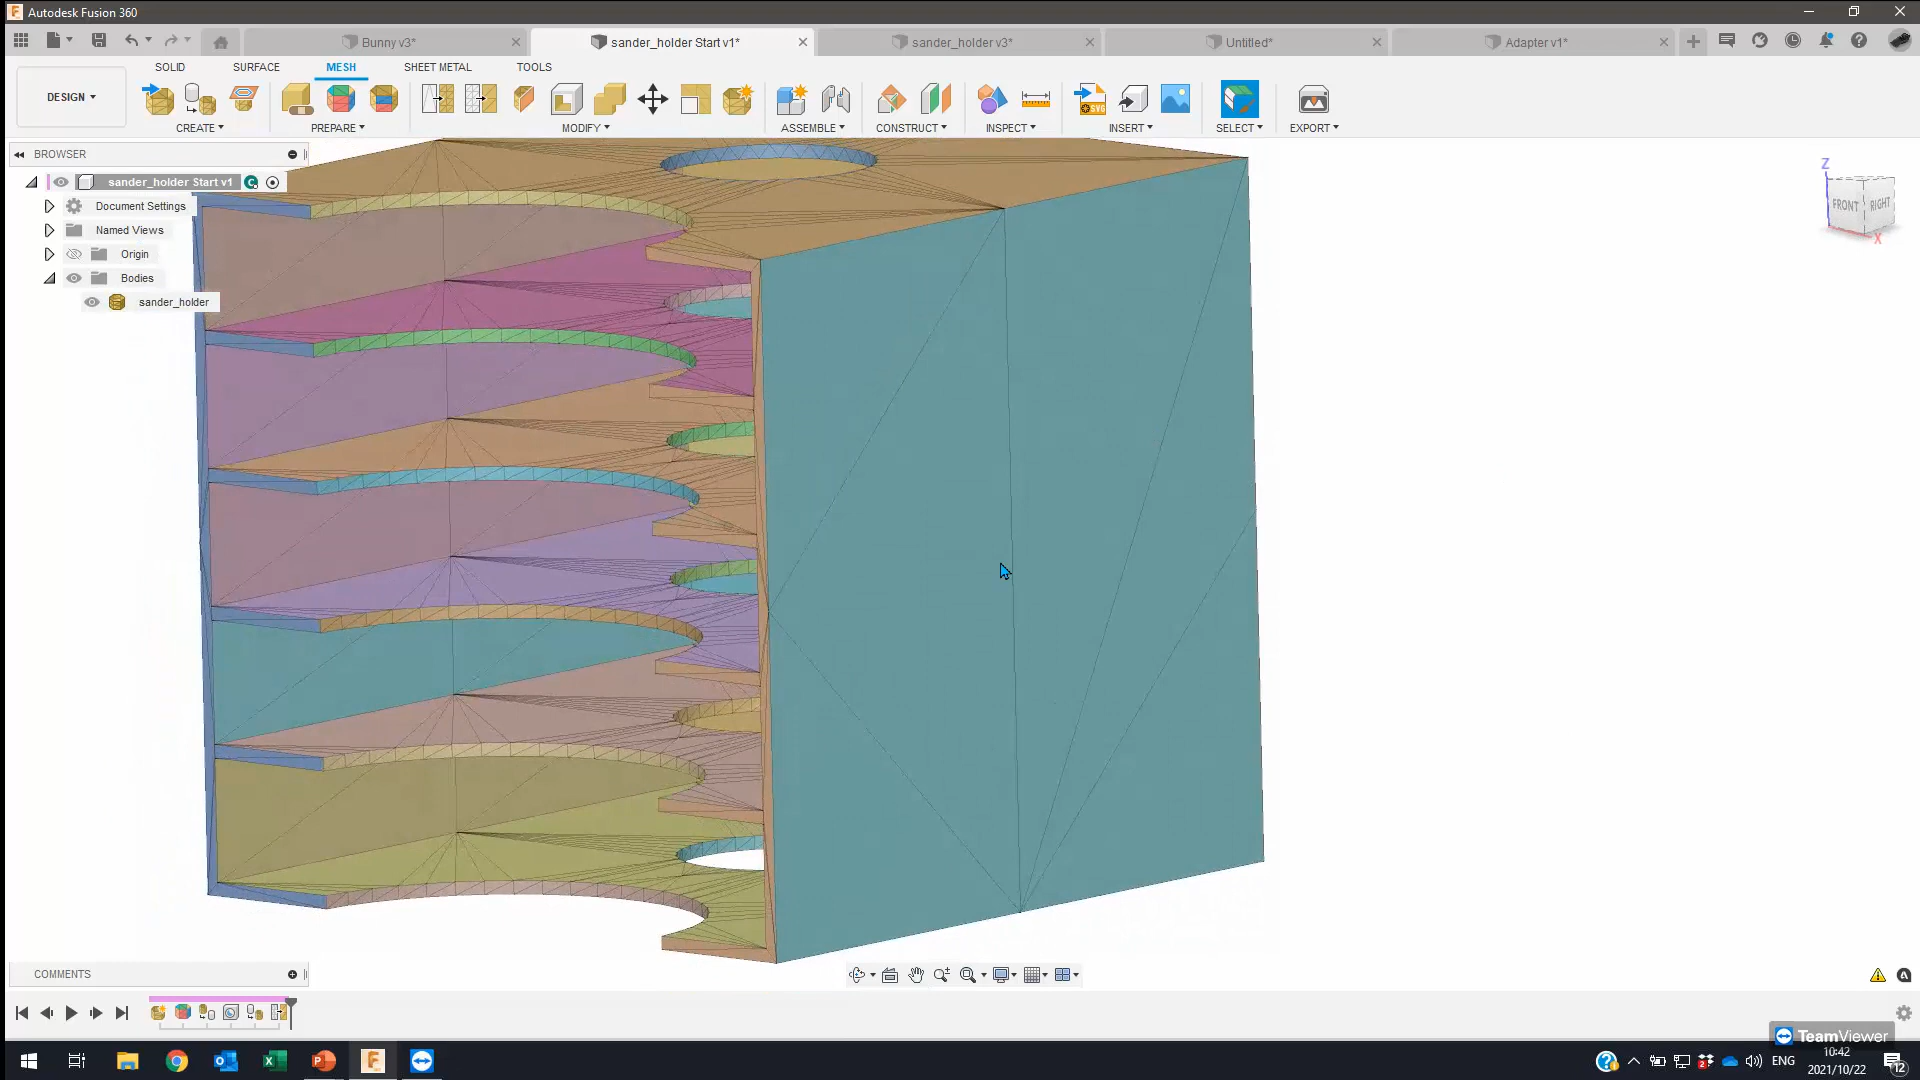 Autodesk Fusion 360
Bunny v3*
sander_holder Start v1*
sander_holder v3*
Untitled*
Adapter v1*
DESIGN
SOLID
SURFACE
MESH
SHEET METAL
TOOLS
CREATE
PREPARE
MODIFY
ASSEMBLE
CONSTRUCT
INSPECT
INSERT
SELECT
EXPORT
SVG
BROWSER
sander_holder Start v1
Document Settings
Named Views
Origin
Bodies
sander_holder
Z
FRONT
RIGHT
X
COMMENTS
TeamViewer
ENG
10:42
2021/10/22
12